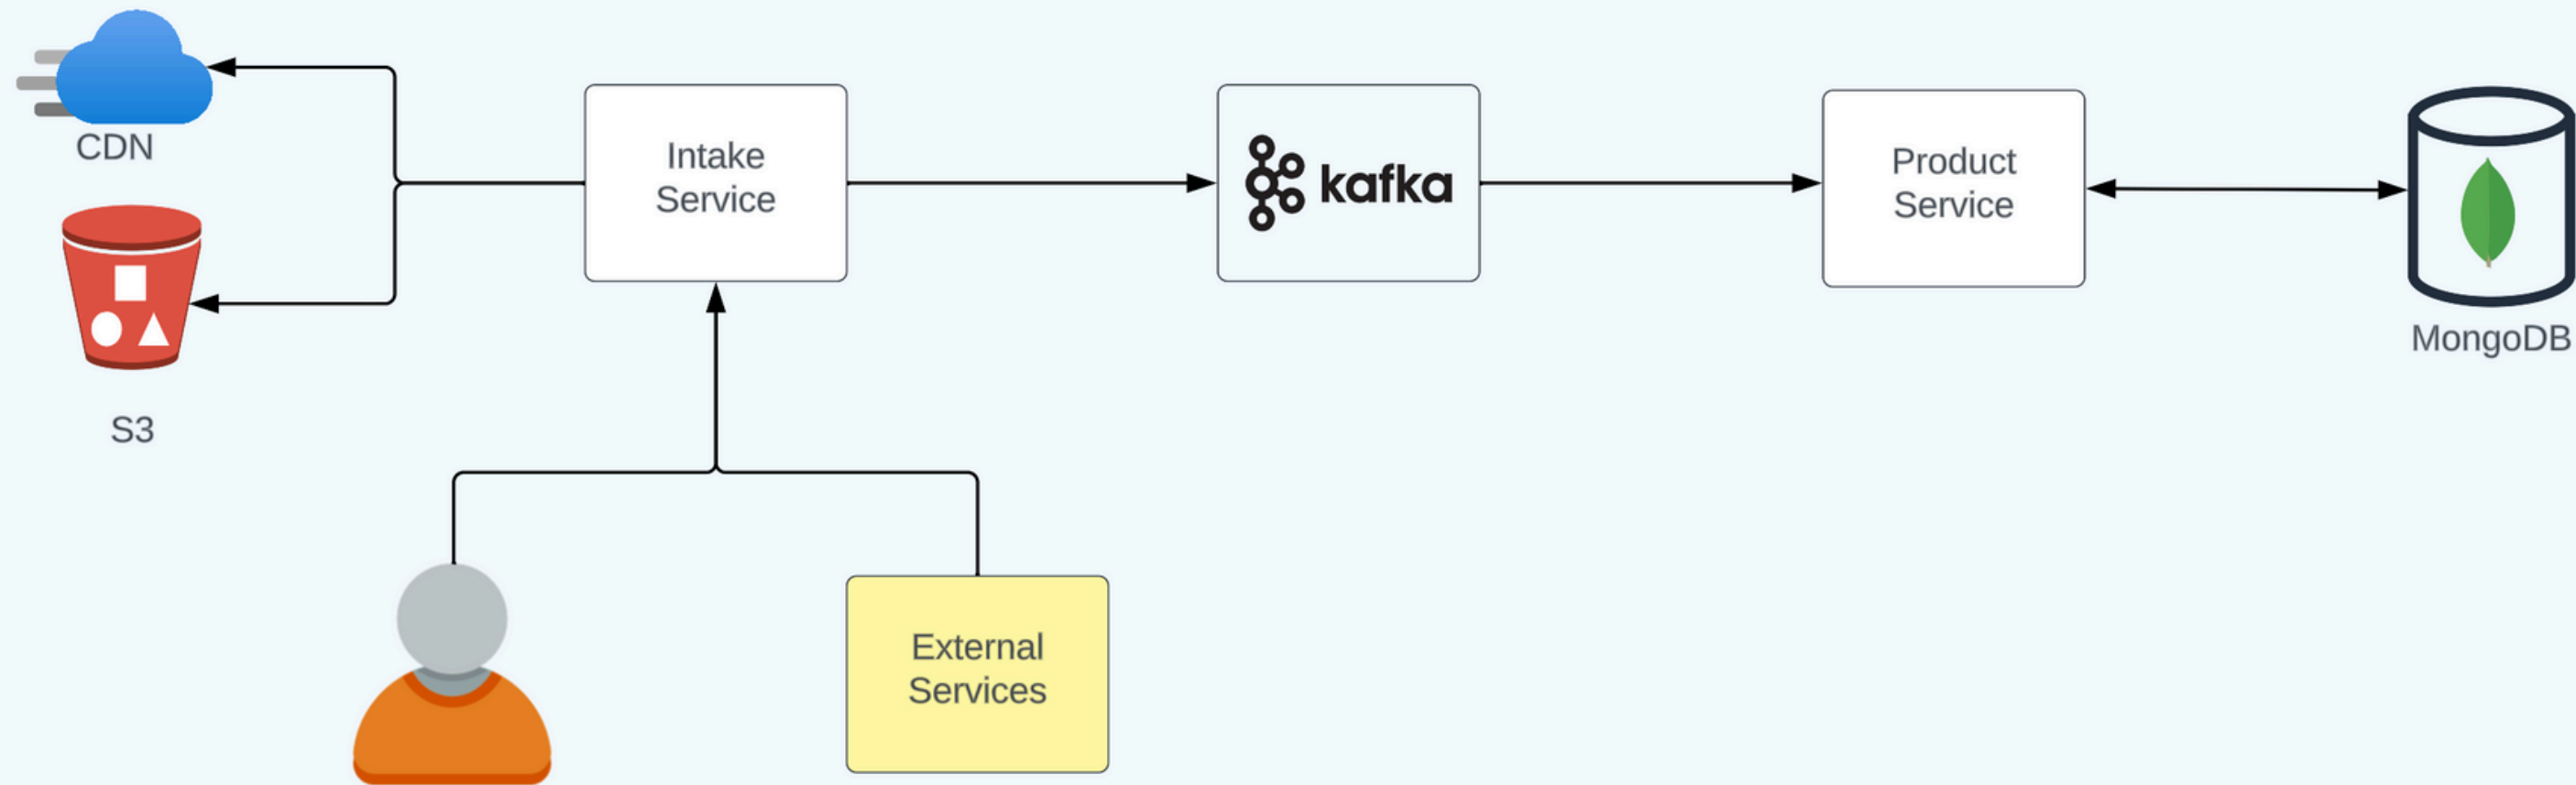 CDN
S3
Intake
Service
kafka
Product
Service
MongoDB
External
Services